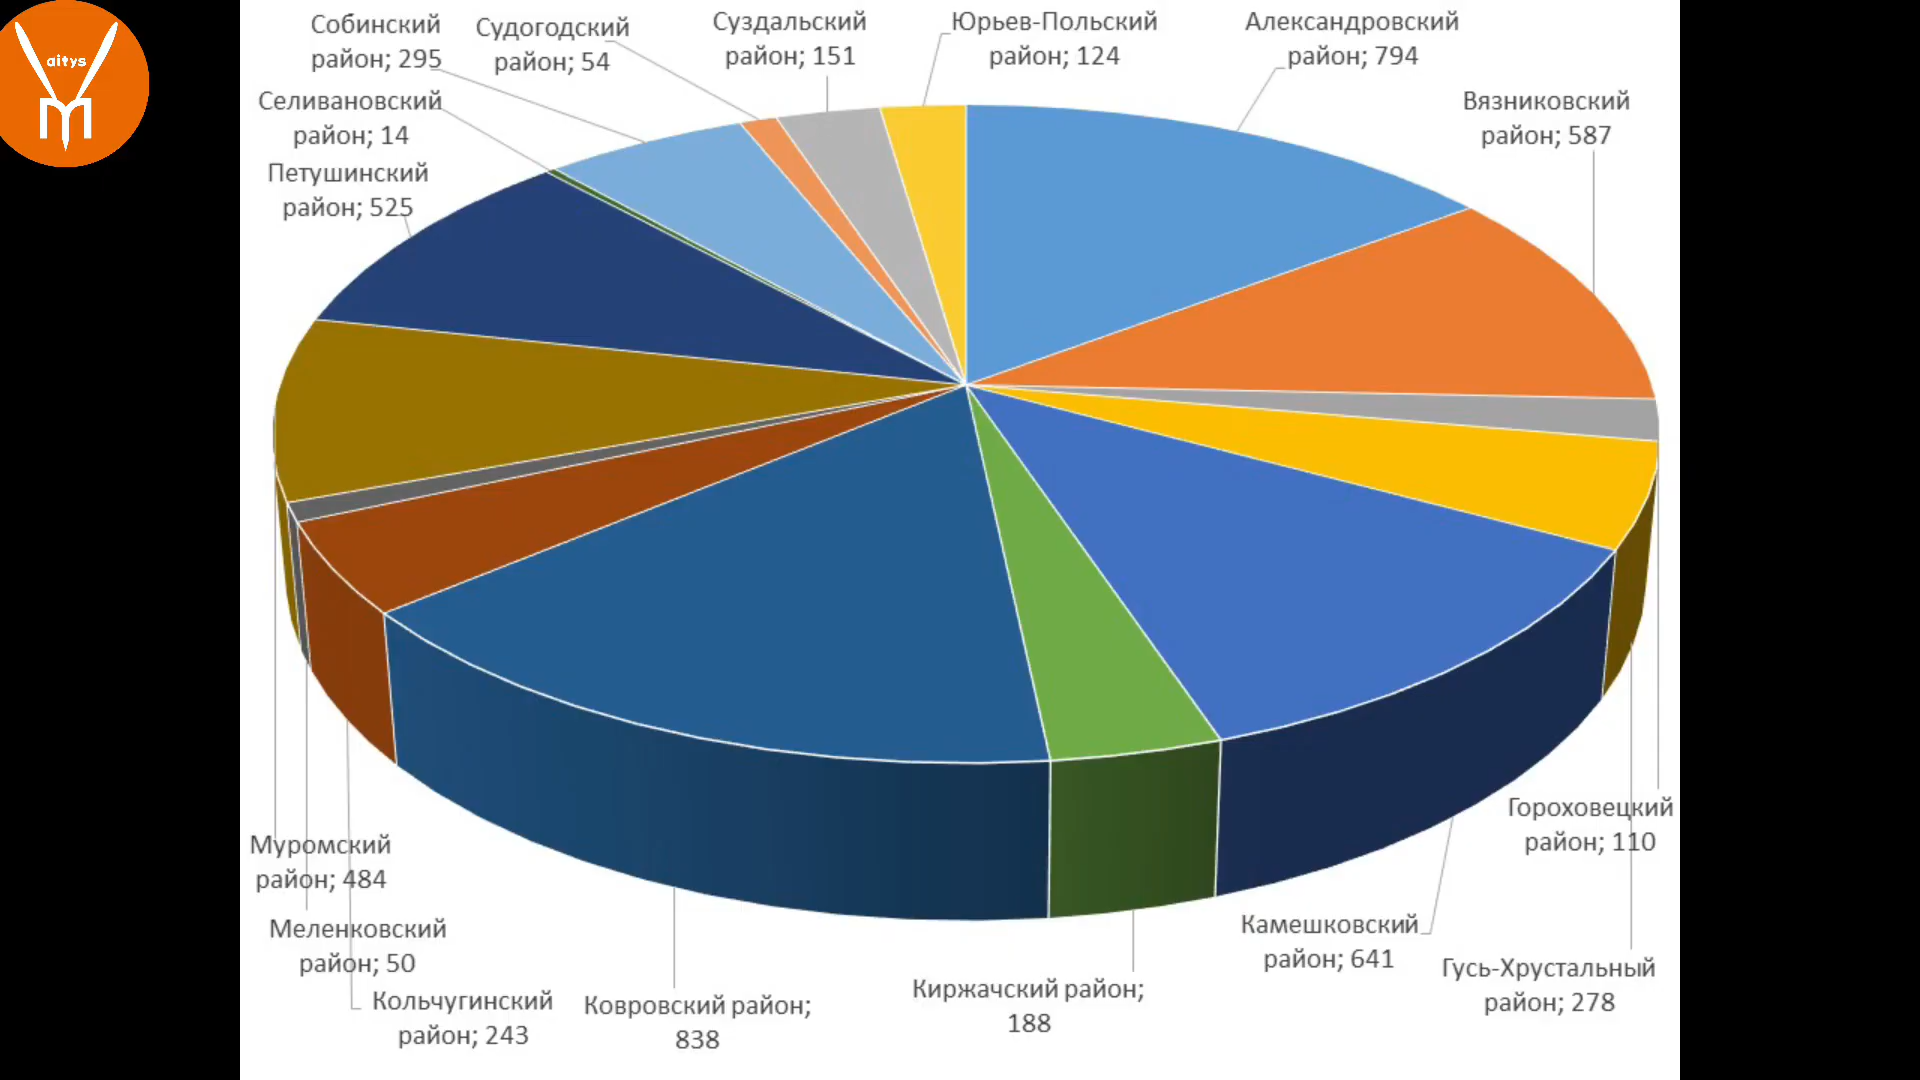 aitys
Собинский
район; 295
Судогодский
район; 54
Суздальский
район; 151
Юрьев-Польский
район; 124
Александровский
район; 794
Вязниковский
район; 587
Селивановский
район; 14
Петушинский
район; 525
Гороховецкий
район; 110
Муромский
район; 484
Меленковский
район; 50
Кольчугинский
район; 243
Ковровский район;
838
Киржачский район;
188
Камешковский
район; 641
Гусь-Хрустальный
район; 278